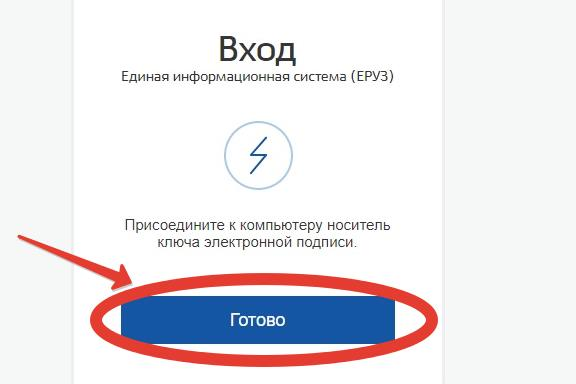 Вход
Единая информационная система (ЕРУЗ)
Присоедините к компьютеру носитель
ключа электронной подписи.
Готово